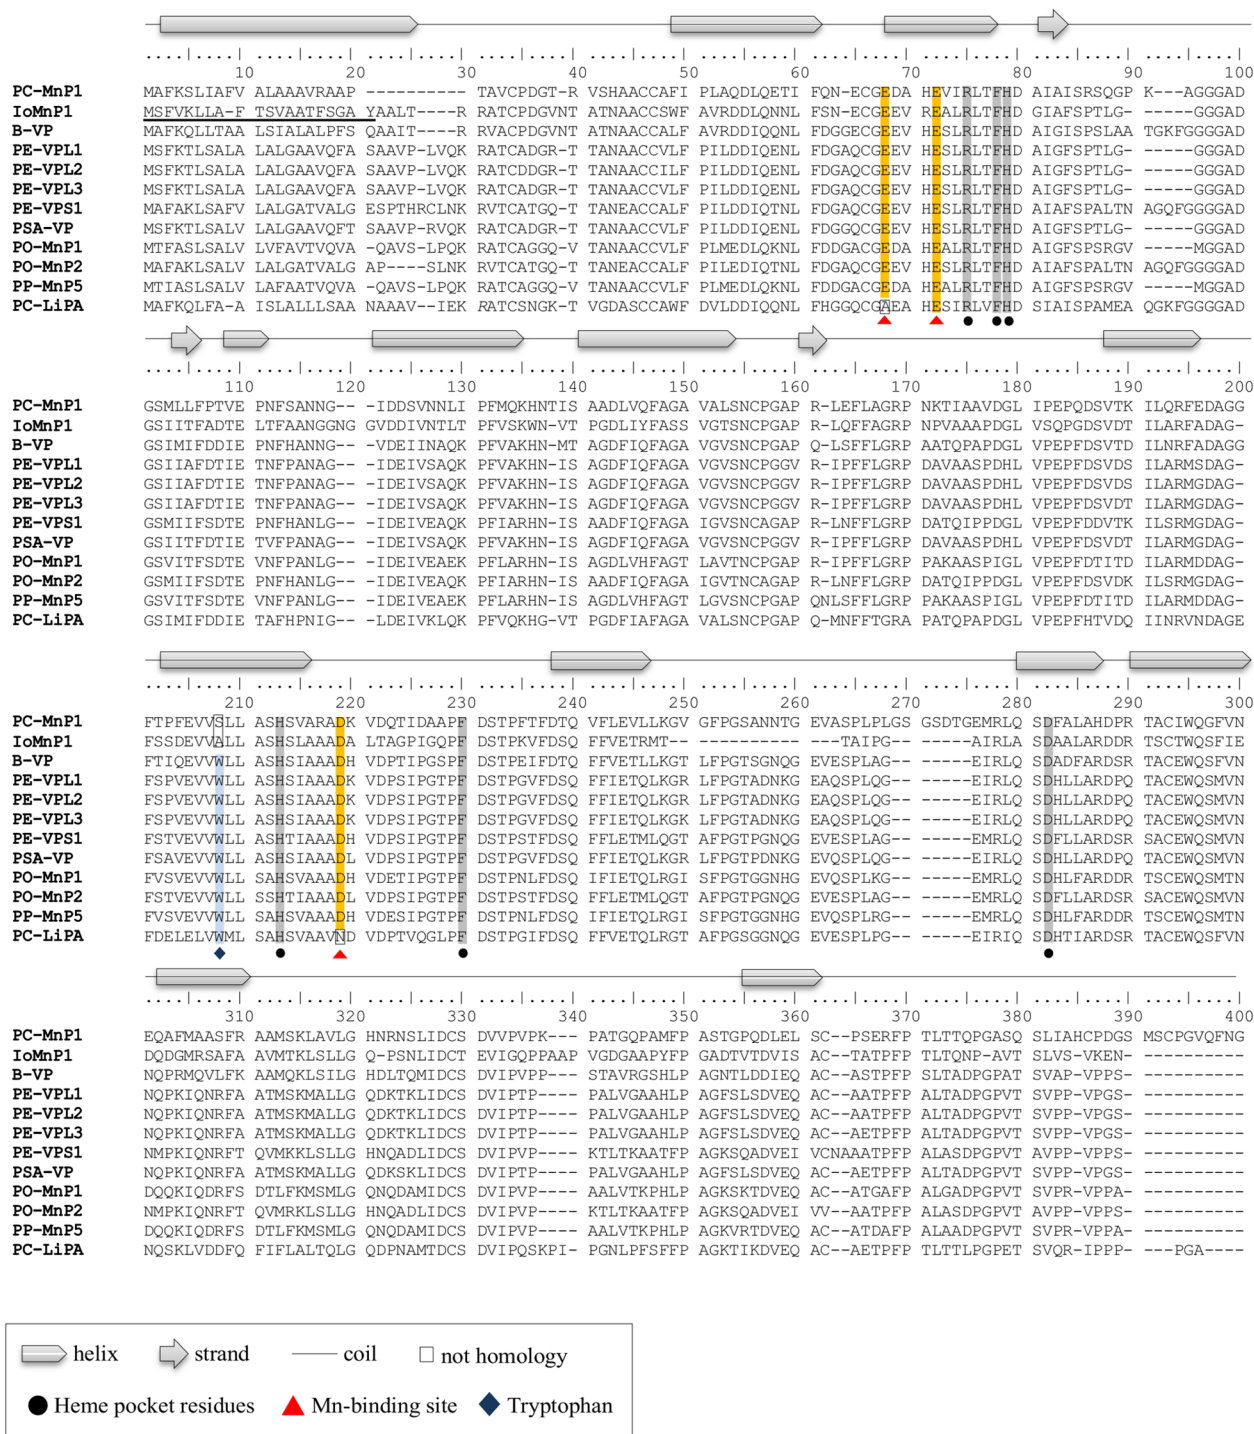 10 20 30 40 50 60 70 80 90 100
PC-MnP1 MAFKSLIAFV ALAAAVRAAP ---------- TAVCPDGT-R VSHAACCAFI PLAQDLQETI FQN-ECGEDA HEVIRLTFHD AIAISRSQGP K----AGGGAD
IoMnP1 MSFVKLLA-F TSVAATFSGA YAALT----R RATCPDGVNT ATNAACCSWF AVRDDLQNNL FSN-ECGEEV REALRLTFHD AIGFSPTLG- -----GGGGAD
B-VP MAFKQLLTAA LSIALALPFS QAAIT----R RVTCPDGVNT ATNAACCALF AVRDDIQQNL FDGGECGEEV HESLRLTFHD AIGISPSLAA TGKFGGGGAD
PE-VPL1 MSFKTLSALA LALGAAVQFA SAAVP-LVQK RATCADGR-T TANAACCVLF PILDDIQENL FDGAQCGEEV HESLRLTFHD AIGFSPTLG- -----GGGAD
PE-VPL2 MSFKTLSALA LALGAAVQFA SAAVP-LVQK RATCDDGR-T TANAACCILF PILDDIQENL FDGAQCGEEV HESLRLTFHD AIGFSPTLG- -----GGGAD
PE-VPL3 MSFKTLSALA LALGAAVQFA SAAVP-LVQK RATCADGR-T TANAACCVLF PILDDIQENL FDGAQCGEEV HESLRLTFHD AIGFSPTLG- -----GGGAD
PE-VPS1 MAFAKLSAFV LALGATVALG ESPTHRCLNK RVTCATGQ-T TANEACCALF PILDDIQTNL FDGAQCGEEV HESLRLTFHD AIAFSPALTN AGQFGGGGAD
PSA-VP MSFKTLSALV LALGAAVQFT SAAVP-RVQK RATCADGR-T TANAACCVLF PILDDIQENL FDGAQCGEEV HESLRLTFHD AIGFSPTLG- -----GGGAD
PO-MnP1 MTFASLSALV LVFAVTVQVA -QAVS-LPQK RATCAGGQ-V TANAACCVLF PLMEDLQKNL FDDGACGEDA HEALRLTFHD AIGFSPSRGV -----MGGAD
PO-MnP2 MAFAKLSALV LALGATVALG AP----SLNK RVTCATGQ-T TANEACCALF PILEDIQTNL FDGAQCGEEV HESLRLTFHD AIAFSPALTN AGQFGGGGAD
PP-MnP5 MTIASLSALV LAFAATVQVA -QAVS-LPQK RATCAGGQ-V TANAACCVLF PLMEDLQKNL FDDGACGEDA HEALRLTFHD AIGFSPSRGV -----MGGAD
PC-LiPA MAFKQLFA-A ISLALLLSAA NAAAV--IEK RATCSNGK-T VGDASCCAWF DVLDDIQQNL FHGGQCGAEA HESIRLVFHD SIAISPAMEA QGKFGGGGAD
110 120 130 140 150 160 170 180 190 200
PC-MnP1 GSMLLFPTVE PNFSANNG-- -IDDSVNNLI PFMQKHNTIS AADLVQFAGA VALSNCPGAP R-LEFLAGRP NKTIAAVDGL IPEPQDSVTK ILQRFEDAGG
IoMnP1 GSIITFADTE LTFAANGGNG GVDDIVNTLT PFVSKWN-VT PGDLIYFASS VGTSNCPGAP R-LQFFAGRP NPVAAAPDGL VSQPGDSVTD ILARFADAG-
B-VP GSIMIFDDIE TNFPANAG-- -IDEIINAQK PFVAKHN-MT AGDFIQFAGA VGVSNCPGAP Q-LSFFLGRP AATQPAPDGL VPEPFDSVTD ILNRFADAGG
PE-VPL1 GSIIAFDTIE TNFPANAG-- -IDEIVSAQK PFVAKHN-IS AGDFIQFAGA VGVSNCPGGV R-IPFFLGRP DAVAASPDHL VPEPFDSVDS ILARMSDAG-
PE-VPL2 GSIIAFDTIE TNFPANAG-- -IDEIVSAQK PFVAKHN-IS AGDFIQFAGA VGVSNCPGGV R-IPFFLGRP DAVAASPDHL VPEPFDSVDS ILARMSDAG-
PE-VPL3 GSIIAFDTIE TNFPANAG-- -IDEIVSAQK PFVAKHN-IS AGDFIQFAGA VGVSNCPGGV R-IPFFLGRP DAVAASPDHL VPEPFDSVDT ILARMGDAG-
PE-VPS1 GSMIIFSDTE PNFHANLG-- -IDEIVEAQK PFIARHN-IS AADFIQFAGA IGVSNCAGAP R-LNFFLGRP DATQIPPDGL VPEPFDDVTK ILSRMGDAG-
PSA-VP GSIITFDTIE TVFPANAG-- -IDEIVSAQK PFVAKHN-IS AGDFIQFAGA VGVSNCPGGV R-IPFFLGRP DAVAASPDHL VPEPFDSVDT ILARMGDAG-
PO-MnP1 GSVITFSDTE VNFPANLG-- -IDEIVEAEK PFLARHN-IS AGDLVHFAGT LAVTNCPGAP R-IPFFLGRP PAKAASPIGL VPEPFDTITD ILARMDDAG-
PO-MnP2 GSMIIFSDTE PNFHANLG-- -IDEIVEAQK PFIARHN-IS AADFIQFAGA IGVTNCAGAP R-LNFFLGRP DATQIPPDGL VPEPFDSVDK ILSRMGDAG-
PP-MnP5 GSVITFSDTE VNFPANLG-- -IDEIVEAEK PFLARHN-IS AGDLVHFAGT LGVSNCPGAP QNLSFFLGRP PAKAASPIGL VPEPFDTITD ILARMDDAG-
PC-LiPA GSIMIFDDIE TAFHPNIG-- -LDEIVKLQK PFVQKHG-VT PGDFIAFAGA VALSNCPGAP Q-MNFFTGRA PATQPAPDGL VPEPFHTVDQ IINRVNDAGE
210 220 230 240 250 260 270 280 290 300
PC-MnP1 FTPFEVVSLL ASHSVARADK VDQTIDAAPF DSTPFTFDTQ VFLEVLLKGV GFPGSANNTG EVASPLPLGS GSDTGEMRLQ SDFALAHDPR TACIWQGFVN
IoMnP1 FSSDEVVALL ASHSLAAADA LTAGPIGQPF DSTPKVFDSQ FFVETRMT-- ---------- --TAIPG--- -----AIRLA SDAALARDDR TSCTWQSFIE
B-VP FTIQEVVWLL ASHSIAAADH VDPTIPGSPF DSTPEIFDTQ FFVETLLKGT LFPGTSGNQG EVESPLAG-- -----EIRLQ SDADFARDSR TACEWQSFVN
PE-VPL1 FSPVEVVWLL ASHSIAAADK VDPSIPGTPF DSTPGVFDSQ FFIETQLKGR LFPGTADNKG EAQSPLQG-- -----EIRLQ SDHLLARDPQ TACEWQSMVN
PE-VPL2 FSPVEVVWLL ASHSIAAADK VDPSIPGTPF DSTPGVFDSQ FFIETQLKGR LFPGTADNKG EAQSPLQG-- -----EIRLQ SDHLLARDPQ TACEWQSMVN
PE-VPL3 FSPVEVVWLL ASHSIAAADK VDPSIPGTPF DSTPGVFDSQ FFIETQLKGK LFPGTADNKG EAQSPLQG-- -----EIRLQ SDHLLARDPQ TACEWQSMVN
PE-VPS1 FSTVEVVWLL ASHTIAAADH VDPSIPGTPF DSTPSTFDSQ FFLETMLQGT AFPGTPGNQG EVESPLAG-- -----EMRLQ SDFLLARDSR SACEWQSMVN
PSA-VP FSAVEVVWLL ASHSIAAADL VDPSIPGTPF DSTPGVFDSQ FFIETQLKGR LFPGTPDNKG EVQSPLQG-- -----EIRLQ SDHLLARDPQ TACEWQSMVN
PO-MnP1 FVSVEVVWLL SAHSVAAADH VDETIPGTPF DSTPNLFDSQ IFIETQLRGI SFPGTGGNHG EVQSPLKG-- -----EMRLQ SDHLFARDDR TACEWQSMTN
PO-MnP2 FSTVEVVWLL ASHTIAAADL VDPSIPGTPF DSTPSTFDSQ FFLETMLQGT AFPGTPGNQG EVESPLAG-- -----EMRLQ SDFLLARDSR TACEWQSMVN
PP-MnP5 FVSVEVVWLL SAHSVAAADH VDESIPGTPF DSTPNLFDSQ IFIETQLRGI SFPGTGGNHG EVQSPLRG-- -----EMRLQ SDHLFARDDR TSCEWQSMTN
PC-LiPA FDELELVWML SAHSVAAVND VDPTVQGLPF DSTPGIFDSQ FFVETQLRGT AFPGSGGNQG EVESPLPG-- -----EIRLQ SDHTIARDSR TACEWQSFVN
310 320 330 340 350 360 370 380 390 400
PC-MnP1 EQAFMAASFR AAMSKLAVLG HNRNSLIDCS DVVPVPK--- PATGQPAMFP ASTGPQDLEL SC--PSERFP TLTTQPGASQ SLIAHCPDGS MSCPGVQFNG
IoMnP1 DQDGMRSAFA AVMTKLSLLG Q-PSNLIDCT EVIGQPPAAP VGDGAAPYFP GADTVTDVIS AC--TATPFP TLTQNP-AVT SLVS-VKEN- ----------
B-VP NQPRMQVLFK AAMQKLSILG HDLTQMIDCS DVIPVPP--- STAVRGSHLP AGNTLDDIEQ AC--ASTPFP SLTADPGPAT SVAP-VPPS- ----------
PE-VPL1 NQPKIQNRFA ATMSKMALLG QDKTKLIDCS DVIPTP---- PALVGAAHLP AGFSLSDVEQ AC--AATPFP ALTADPGPVT SVPP-VPGS- ----------
PE-VPL2 NQPKIQNRFA ATMSKMALLG QDKTKLIDCS DVIPTP---- PALVGAAHLP AGFSLSDVEQ AC--AATPFP ALTADPGPVT SVPP-VPGS- ----------
PE-VPL3 NQPKIQNRFA ATMSKMALLG QDKTKLIDCS DVIPTP---- PALVGAAHLP AGFSLSDVEQ AC--AETPFP ALTADPGPVT SVPP-VPGS- ----------
PE-VPS1 NMPKIQNRFT QVMKKLSLLG HNQADLIDCS DVIPVP---- KTLTKAATFP AGKSQADVEI VCNAAATPFP ALASDPGPVT AVPP-VPPS- ----------
PSA-VP NQPKIQNRFA ATMSKMALLG QDKSKLIDCS DVIPTP---- PALVGAAHLP AGFSLSDVEQ AC--AETPFP ALTADPGPVT SVPP-VPGS- ----------
PO-MnP1 DQQKIQDRFS DTLFKMSMLG QNQDAMIDCS DVIPVP---- AALVTKPHLP AGKSKTDVEQ AC--ATGAFP ALGADPGPVT SVPR-VPPA- ----------
PO-MnP2 NMPKIQNRFT QVMRKLSLLG HNQADLIDCS DVIPVP---- KTLTKAATFP AGKSQADVEI VV--AATPFP ALASDPGPVT AVPP-VPPS- ----------
PP-MnP5 DQQKIQDRFS DTLFKMSMLG QNQDAMIDCS DVIPVP---- AALVTKPHLP AGKVRTDVEQ AC--ATDAFP ALAADPGPVT SVPR-VPPA- ----------
PC-LiPA NQSKLVDDFQ FIFLALTQLG QDPNAMTDCS DVIPQSKPI- PGNLPFSFFP AGKTIKDVEQ AC--AETPFP TLTTLPGPET SVQR-IPPP- ----PGA----
helix strand coil not homology
Heme pocket residues Mn-binding site Tryptophan